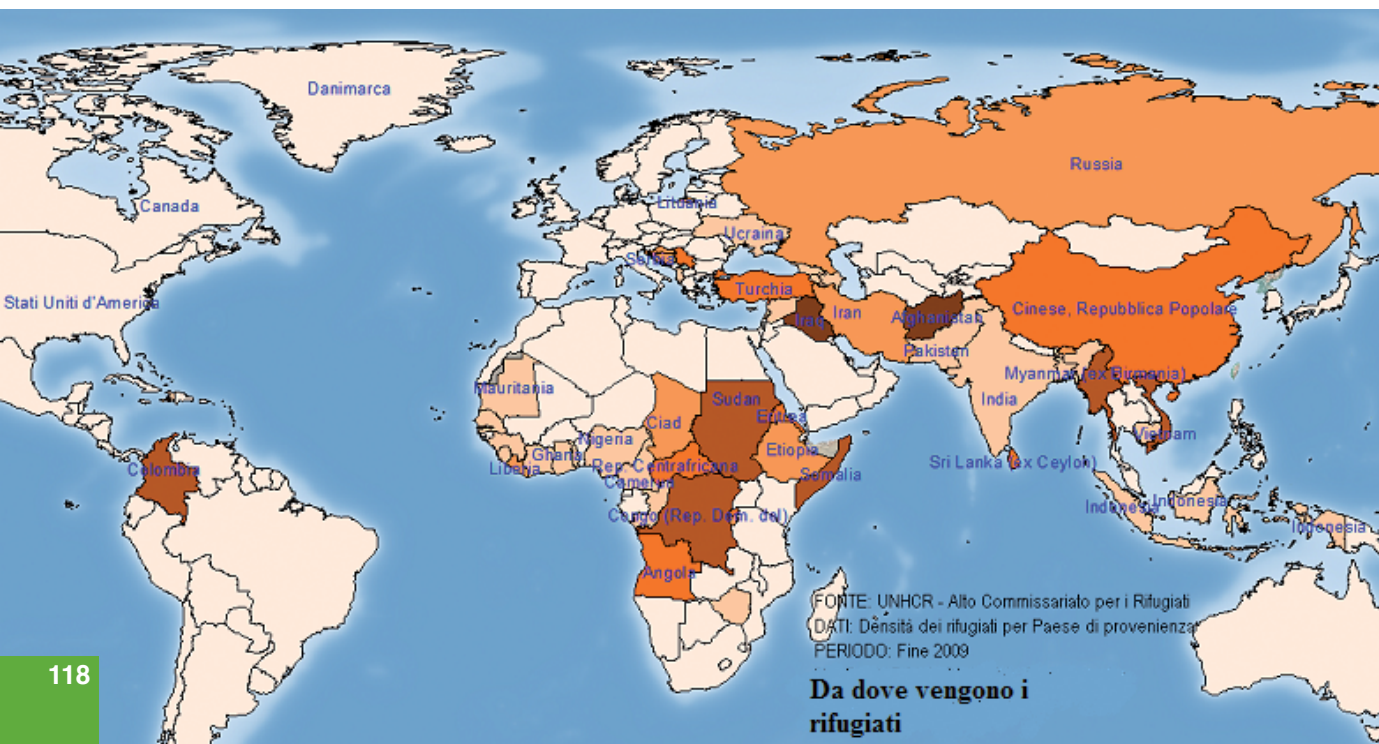 Danimarca
Russia
Canada
Lituania
Ucraina
Serbia
Stati Uniti d'America
Turchia
Iraq
Iran
Afghanistan
Cinese, Repubblica Popolare
Pakistan
Myanmar (ex Birmania)
Mauritania
India
Sudan
Eritrea
Ciad
Nigeria
Vietnam
Ghana
Etiopia
Colombia
Liberia
Rep. Centrafricana
Somalia
Sri Lanka (ex Ceylon)
Camerun
Indonesia
Indonesia
Congo (Rep. Dem. del)
Indonesia
Angola
FONTE: UNHCR - Alto Commissariato per i Rifugiati
DATI: Densità dei rifugiati per Paese di provenienza
PERIODO: Fine 2009
118
Da dove vengono i
rifugiati